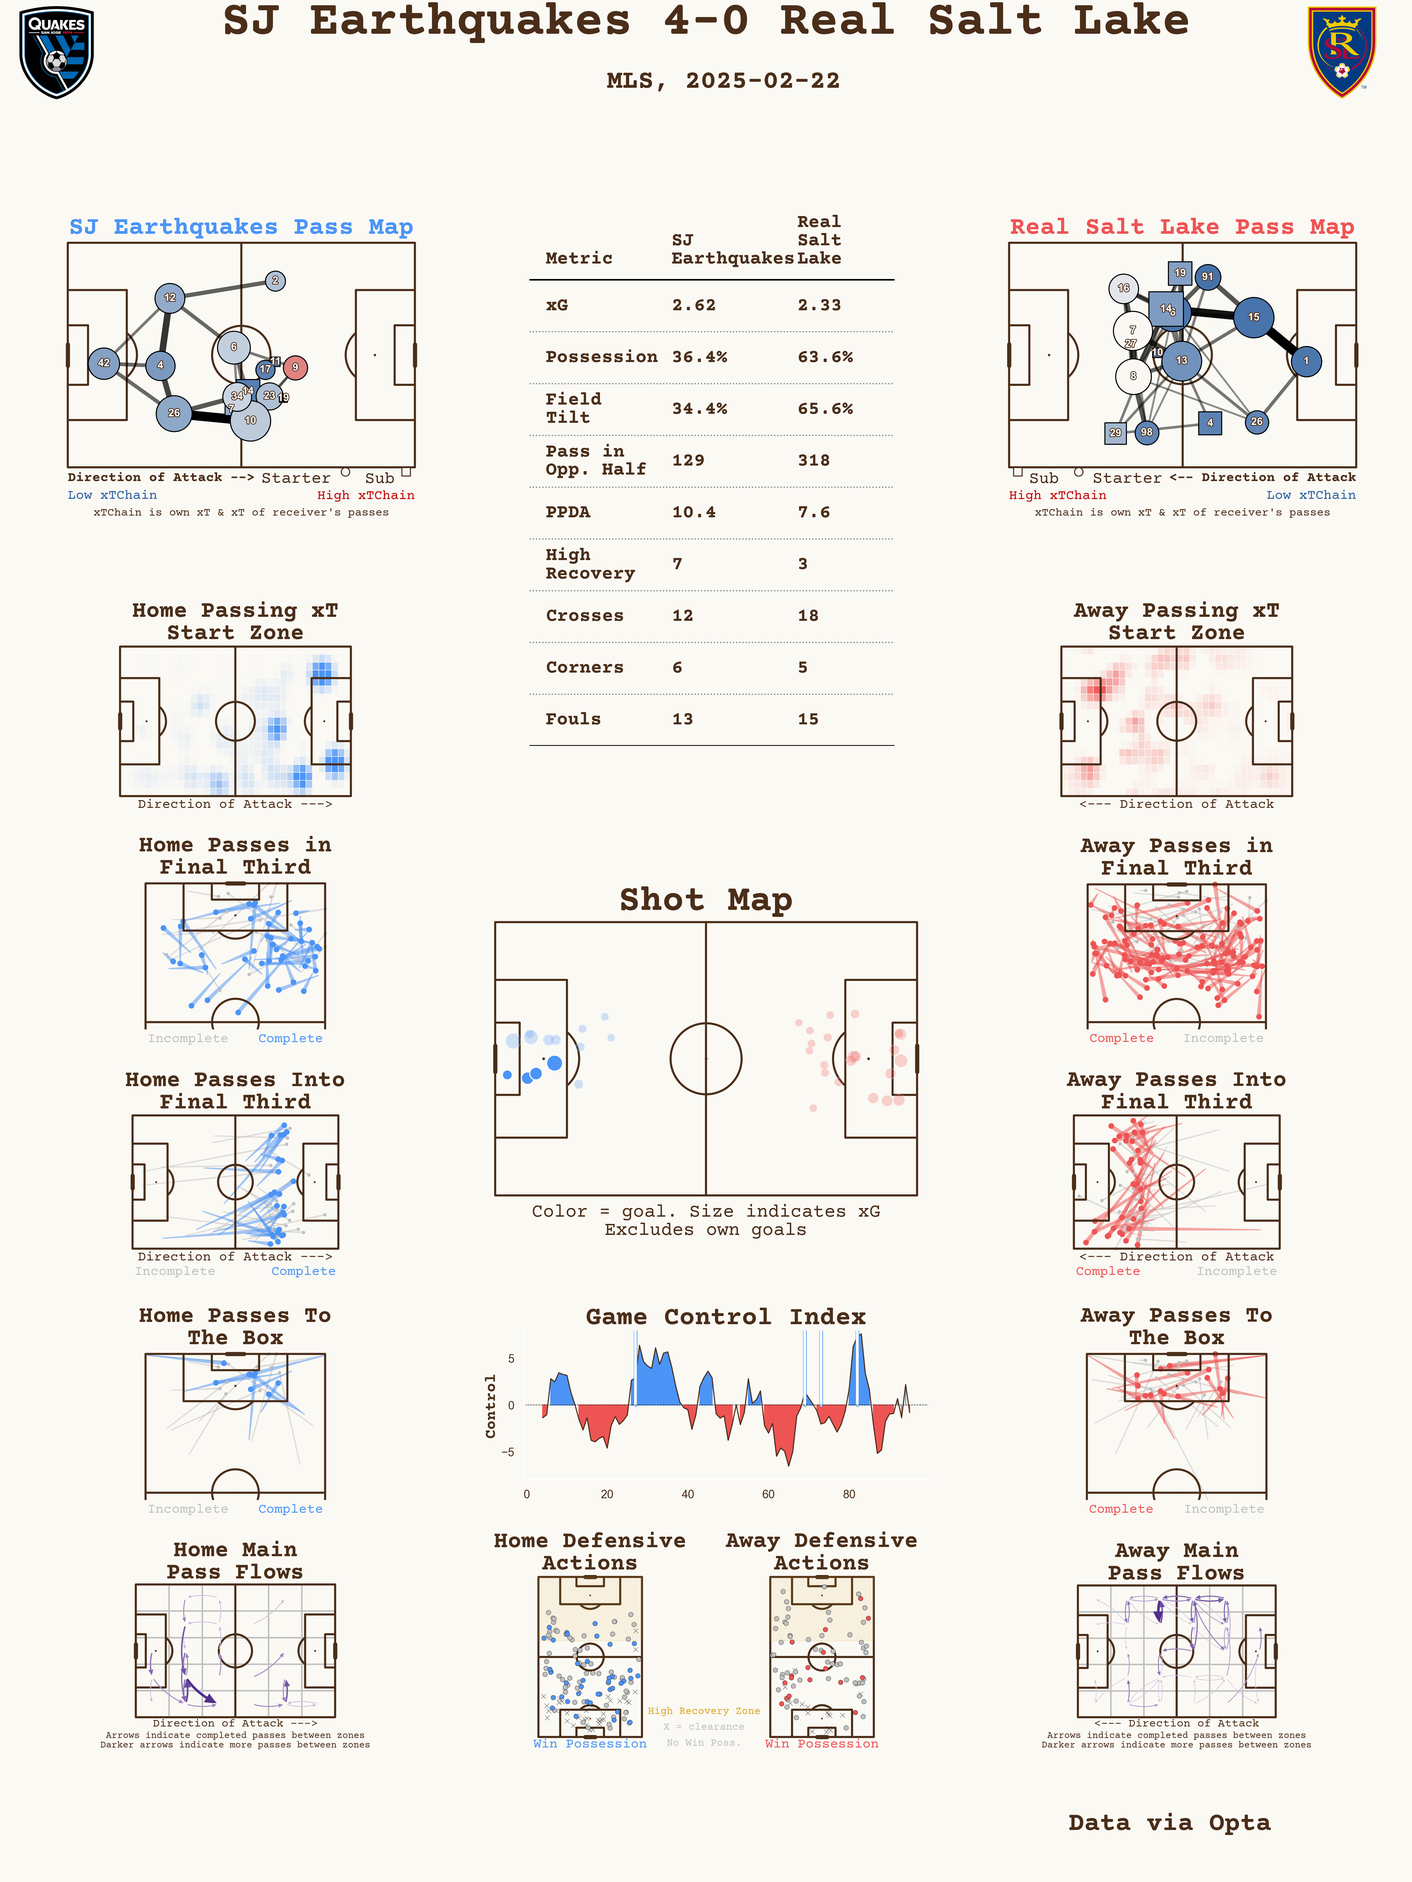 SJ Earthquakes 4-0 Real Salt Lake
MLS, 2025-02-22
QUAKES
RSL
SJ Earthquakes Pass Map
12
2
42
4
6
11
17
9
14
34
23
19
7
26
10
Direction of Attack --> Starter Sub
Low xTChain High xTChain
xTChain is own xT & xT of receiver's passes
Metric SJ Earthquakes Real Salt Lake
xG 2.62 2.33
Possession 36.4% 63.6%
Field Tilt 34.4% 65.6%
Pass in Opp. Half 129 318
PPDA 10.4 7.6
High Recovery 7 3
Crosses 12 18
Corners 6 5
Fouls 13 15
Real Salt Lake Pass Map
19
91
16
14
6
15
7
27
10
13
1
8
29
98
4
26
Sub Starter <-- Direction of Attack
High xTChain Low xTChain
xTChain is own xT & xT of receiver's passes
Home Passing xT
Start Zone
Direction of Attack --->
Away Passing xT
Start Zone
<--- Direction of Attack
Home Passes in
Final Third
Incomplete Complete
Away Passes in
Final Third
Complete Incomplete
Shot Map
Color = goal. Size indicates xG
Excludes own goals
Home Passes Into
Final Third
Direction of Attack --->
Incomplete Complete
Away Passes Into
Final Third
<--- Direction of Attack
Complete Incomplete
Home Passes To
The Box
Incomplete Complete
Game Control Index
Control
5
0
−5
0 20 40 60 80
Away Passes To
The Box
Complete Incomplete
Home Main
Pass Flows
Direction of Attack --->
Arrows indicate completed passes between zones
Darker arrows indicate more passes between zones
Home Defensive
Actions
Win Possession
High Recovery Zone
X = clearance
No Win Poss.
Away Defensive
Actions
Win Possession
Away Main
Pass Flows
<--- Direction of Attack
Arrows indicate completed passes between zones
Darker arrows indicate more passes between zones
Data via Opta